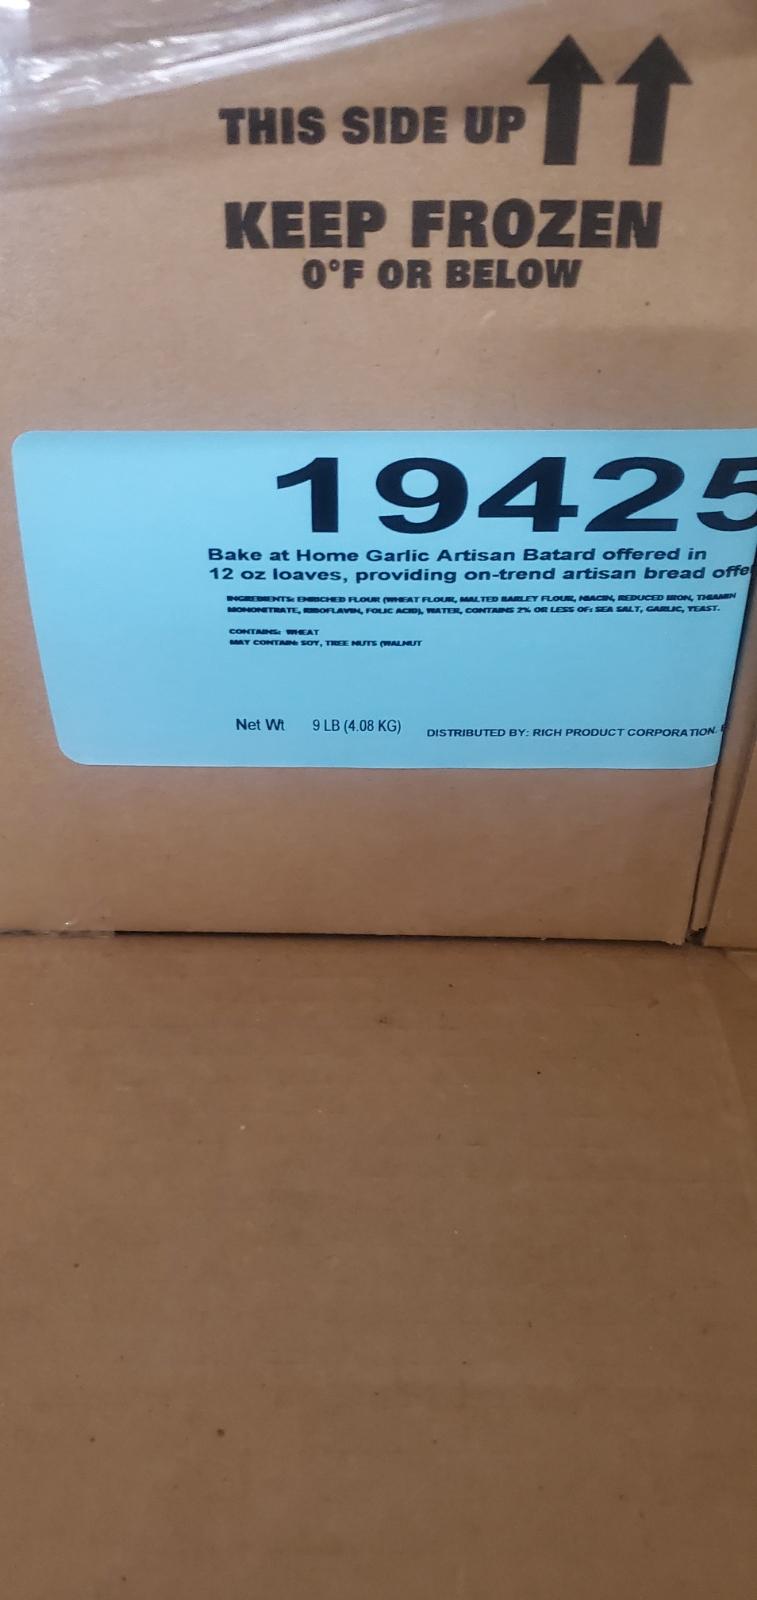 THIS SIDE UP
KEEP FROZEN
0°F OR BELOW
19425
Bake at Home Garlic Artisan Batard offered in
12 oz loaves, providing on-trend artisan bread offe
INGREDIENTS: ENRICHED FLOUR (WHEAT FLOUR, MALTED BARLEY FLOUR, NIACIN, REDUCED IRON, THIAMIN
MONONITRATE, RIBOFLAVIN, FOLIC ACID), WATER, CONTAINS 2% OR LESS OF: SEA SALT, GARLIC, YEAST.
CONTAINS: WHEAT
MAY CONTAIN: SOY, TREE NUTS (WALNUT
Net Wt 9 LB (4.08 KG) DISTRIBUTED BY: RICH PRODUCT CORPORATION.